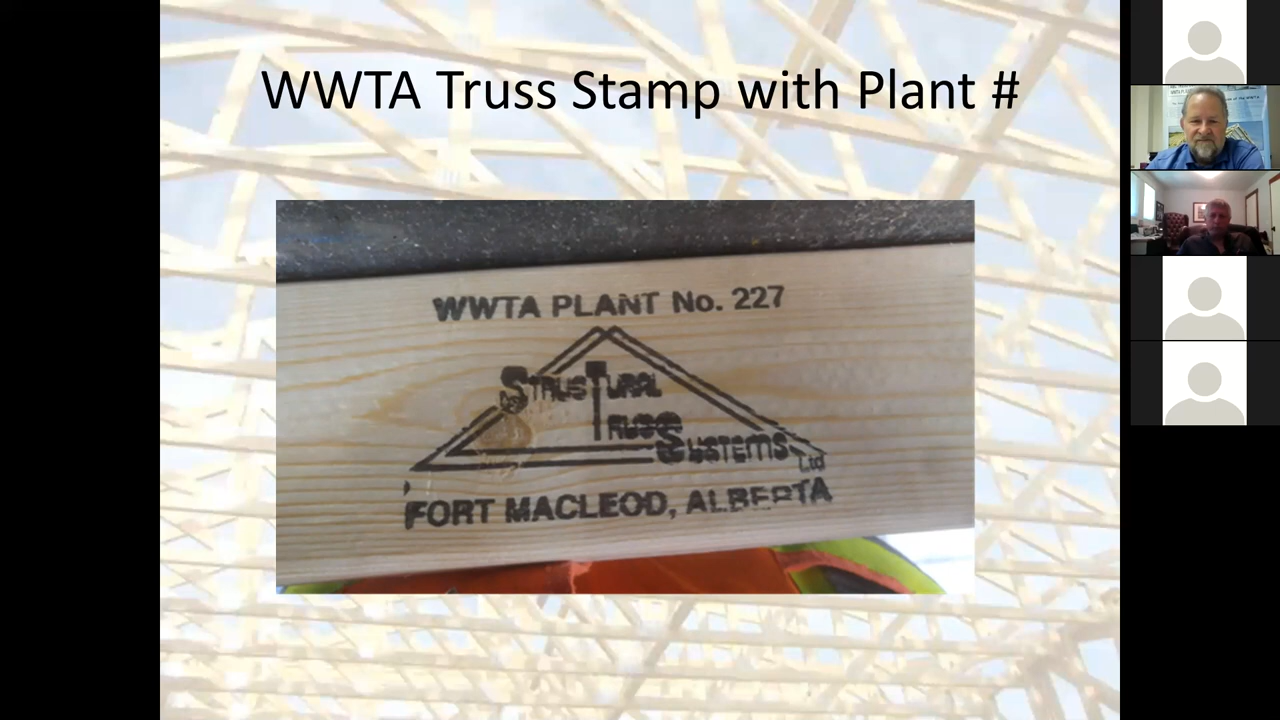 WWTA Truss Stamp with Plant #
WWTA PLANT No. 227
STRUCTURAL
TRUSS
SYSTEMS
Ltd
FORT MACLEOD, ALBERTA